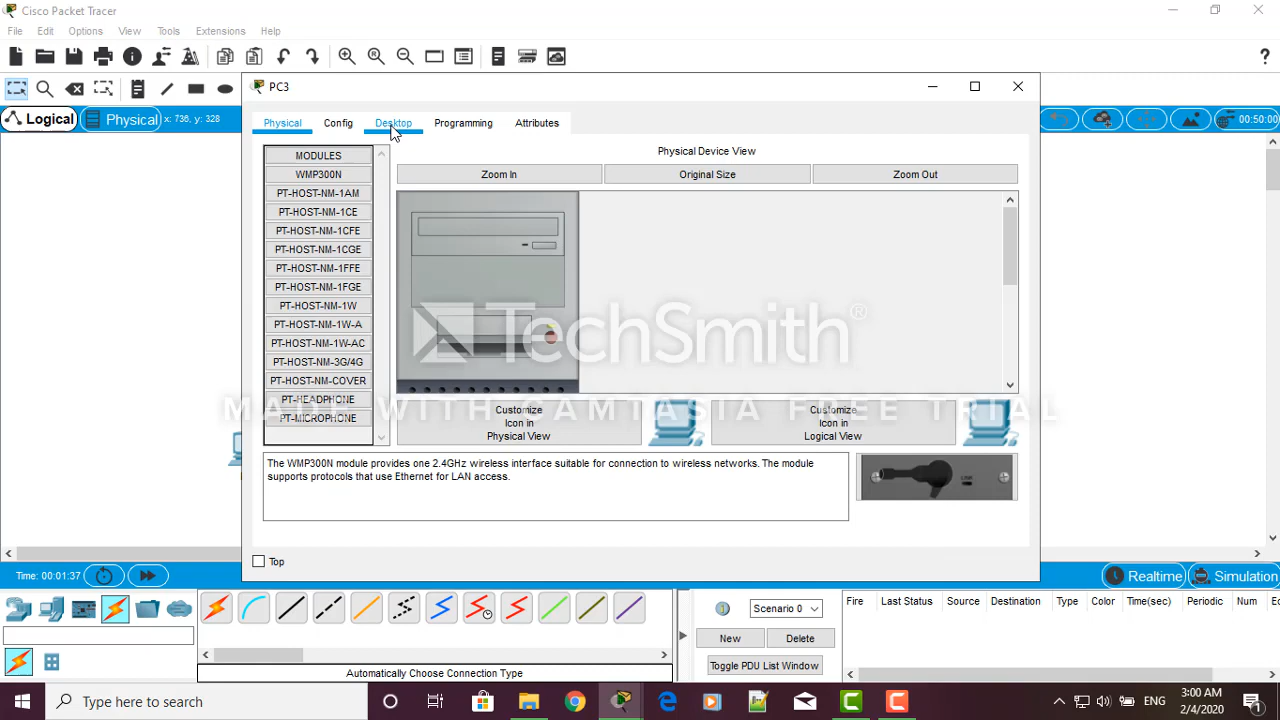 Cisco Packet Tracer
File Edit Options View Tools Extensions Help
Logical Physical x: 736, y: 328 00:50:00
PC3
Physical Config Desktop Programming Attributes
Physical Device View
Zoom In Original Size Zoom Out
MODULES
WMP300N
PT-HOST-NM-1AM
PT-HOST-NM-1CE
PT-HOST-NM-1CFE
PT-HOST-NM-1CGE
PT-HOST-NM-1FFE
PT-HOST-NM-1FGE
PT-HOST-NM-1W
PT-HOST-NM-1W-A
PT-HOST-NM-1W-AC
PT-HOST-NM-3G/4G
PT-HOST-NM-COVER
PT-HEADPHONE
PT-MICROPHONE
TechSmith®
MADE WITH CAMTASIA FREE TRIAL
Customize
Icon in
Physical View
Customize
Icon in
Logical View
The WMP300N module provides one 2.4GHz wireless interface suitable for connection to wireless networks. The module
supports protocols that use Ethernet for LAN access.
Top
Time: 00:01:37 Realtime Simulation
Scenario 0
New Delete
Toggle PDU List Window
Fire Last Status Source Destination Type Color Time(sec) Periodic Num
Automatically Choose Connection Type
Type here to search
ENG
3:00 AM
2/4/2020